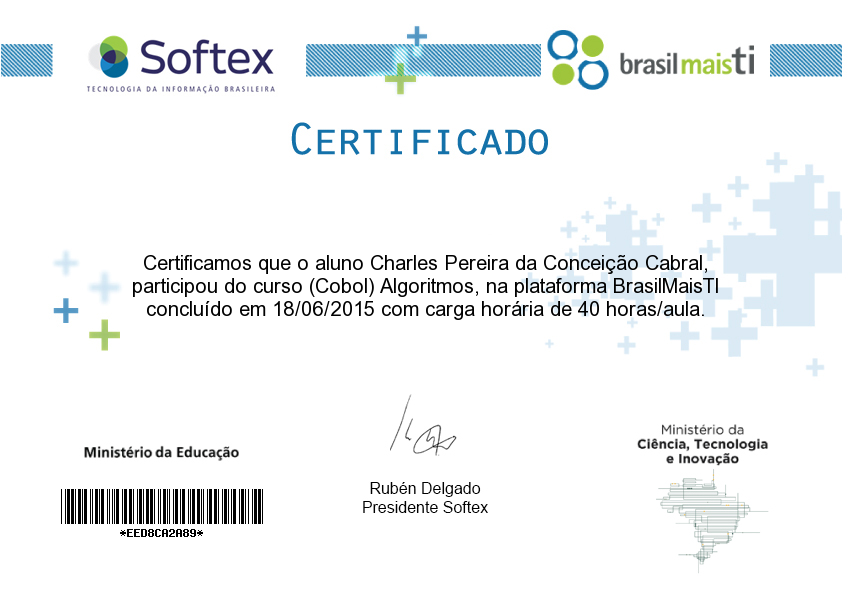 Softex
TECNOLOGIA DA INFORMAÇÃO BRASILEIRA
brasilmaisTI
CERTIFICADO
Certificamos que o aluno Charles Pereira da Conceição Cabral,
participou do curso (Cobol) Algoritmos, na plataforma BrasilMaisTI
concluído em 18/06/2015 com carga horária de 40 horas/aula.
Ministério da Educação
*EED8CA2A89*
Rubén Delgado
Presidente Softex
Ministério da
Ciência, Tecnologia
e Inovação